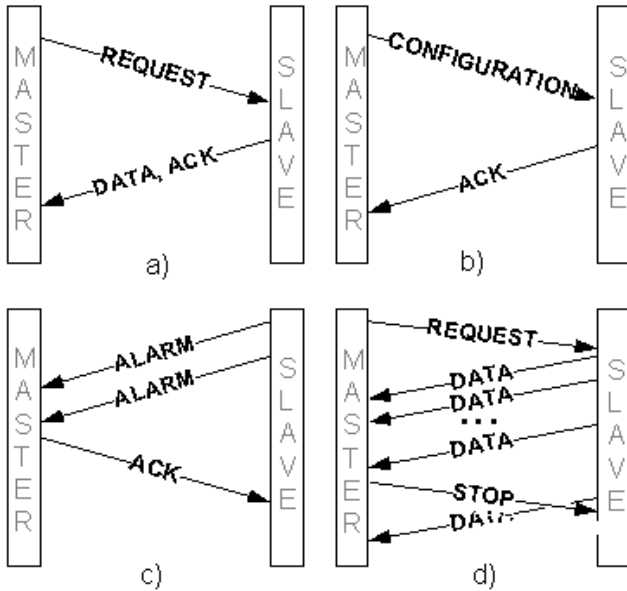 MASTER
REQUEST
DATA, ACK
SLAVE
a)
MASTER
CONFIGURATION
ACK
SLAVE
b)
MASTER
ALARM
ALARM
ACK
SLAVE
c)
MASTER
REQUEST
DATA
DATA
...
DATA
STOP
SLAVE
d)